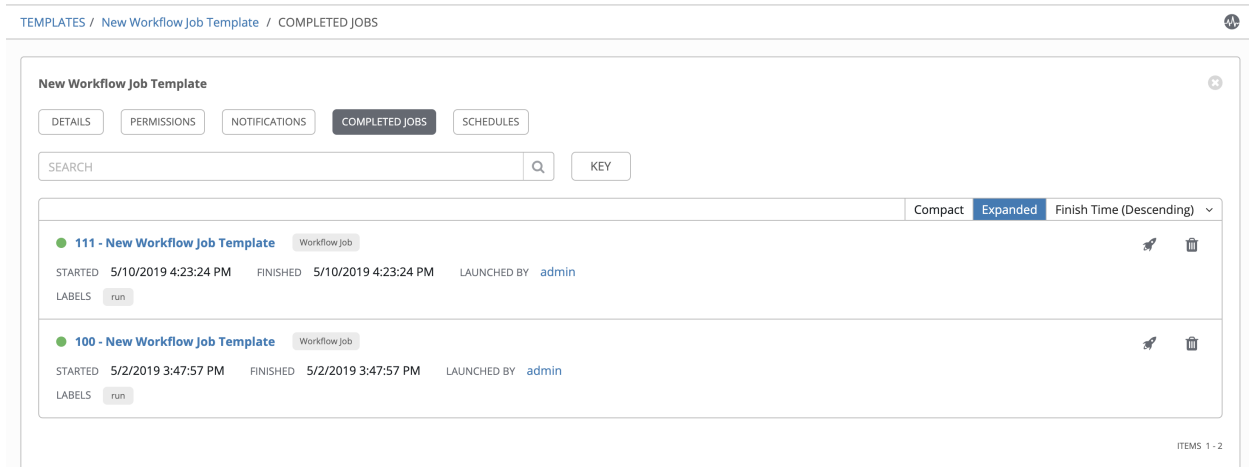 TEMPLATES / New Workflow Job Template / COMPLETED JOBS
New Workflow Job Template
DETAILS PERMISSIONS NOTIFICATIONS COMPLETED JOBS SCHEDULES
SEARCH KEY
Compact Expanded Finish Time (Descending)
111 - New Workflow Job Template Workflow Job
STARTED 5/10/2019 4:23:24 PM FINISHED 5/10/2019 4:23:24 PM LAUNCHED BY admin
LABELS run
100 - New Workflow Job Template Workflow Job
STARTED 5/2/2019 3:47:57 PM FINISHED 5/2/2019 3:47:57 PM LAUNCHED BY admin
LABELS run
ITEMS 1 - 2